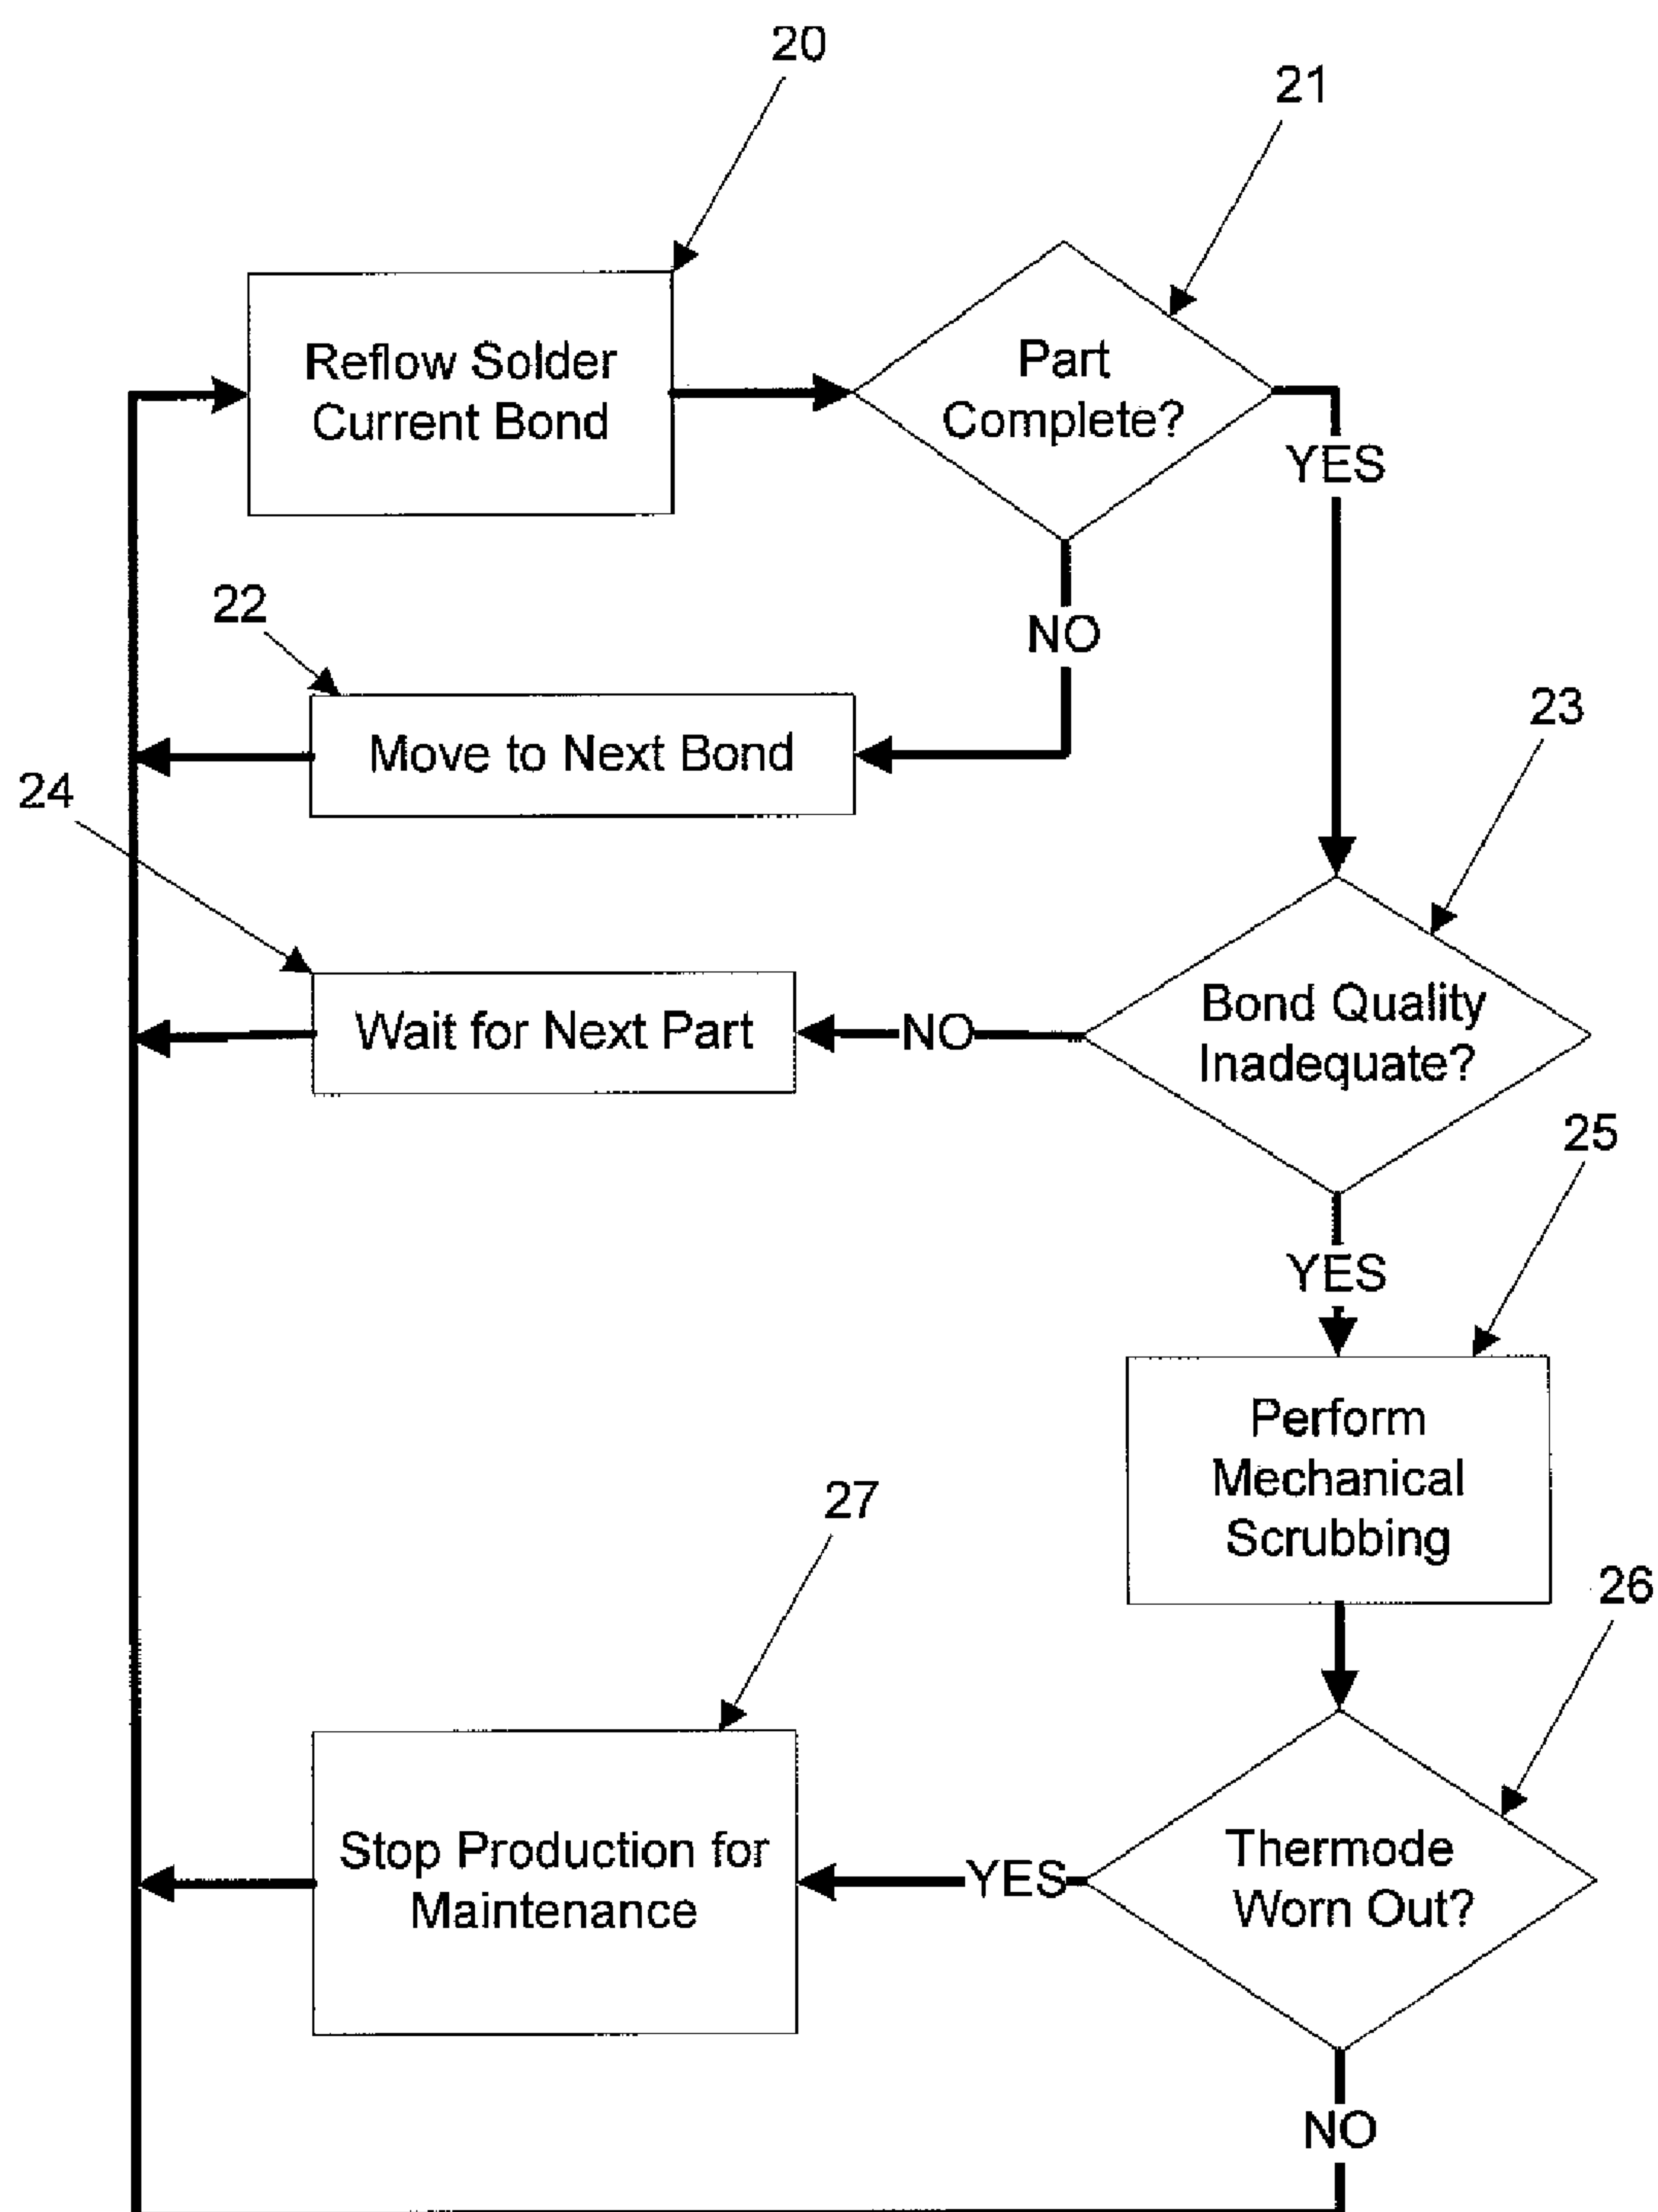 20
21
Reflow Solder
Current Bond
Part
Complete?
YES
22
NO
Move to Next Bond
23
24
Wait for Next Part
NO
Bond Quality
Inadequate?
25
YES
Perform
Mechanical
Scrubbing
27
26
Stop Production for
Maintenance
YES
Thermode
Worn Out?
NO